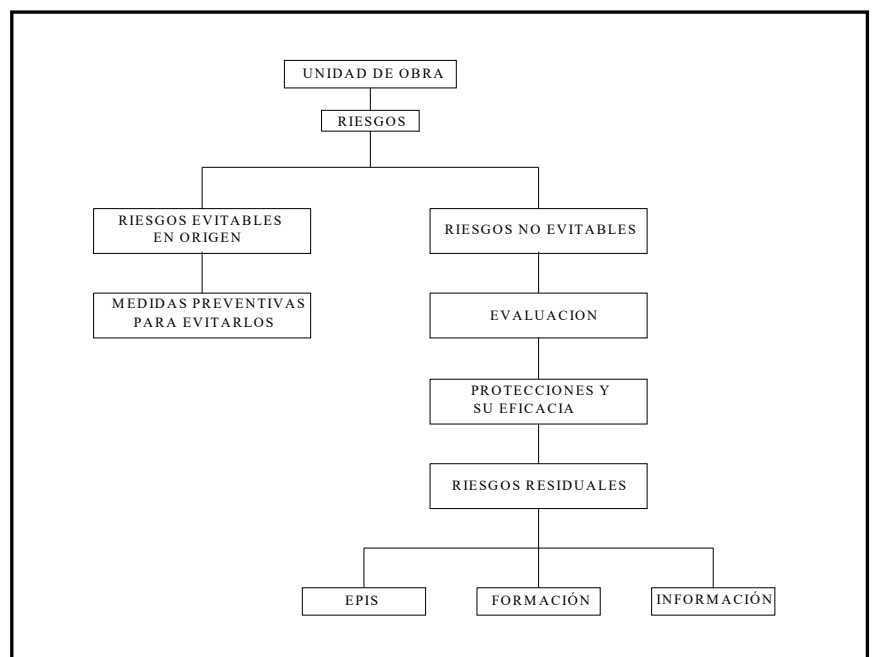 UNIDAD DE OBRA
RIESGOS
RIESGOS EVITABLES
EN ORIGEN
RIESGOS NO EVITABLES
MEDIDAS PREVENTIVAS
PARA EVITARLOS
EVALUACION
PROTECCIONES Y
SU EFICACIA
RIESGOS RESIDUALES
EPIS
FORMACIÓN
INFORMACIÓN